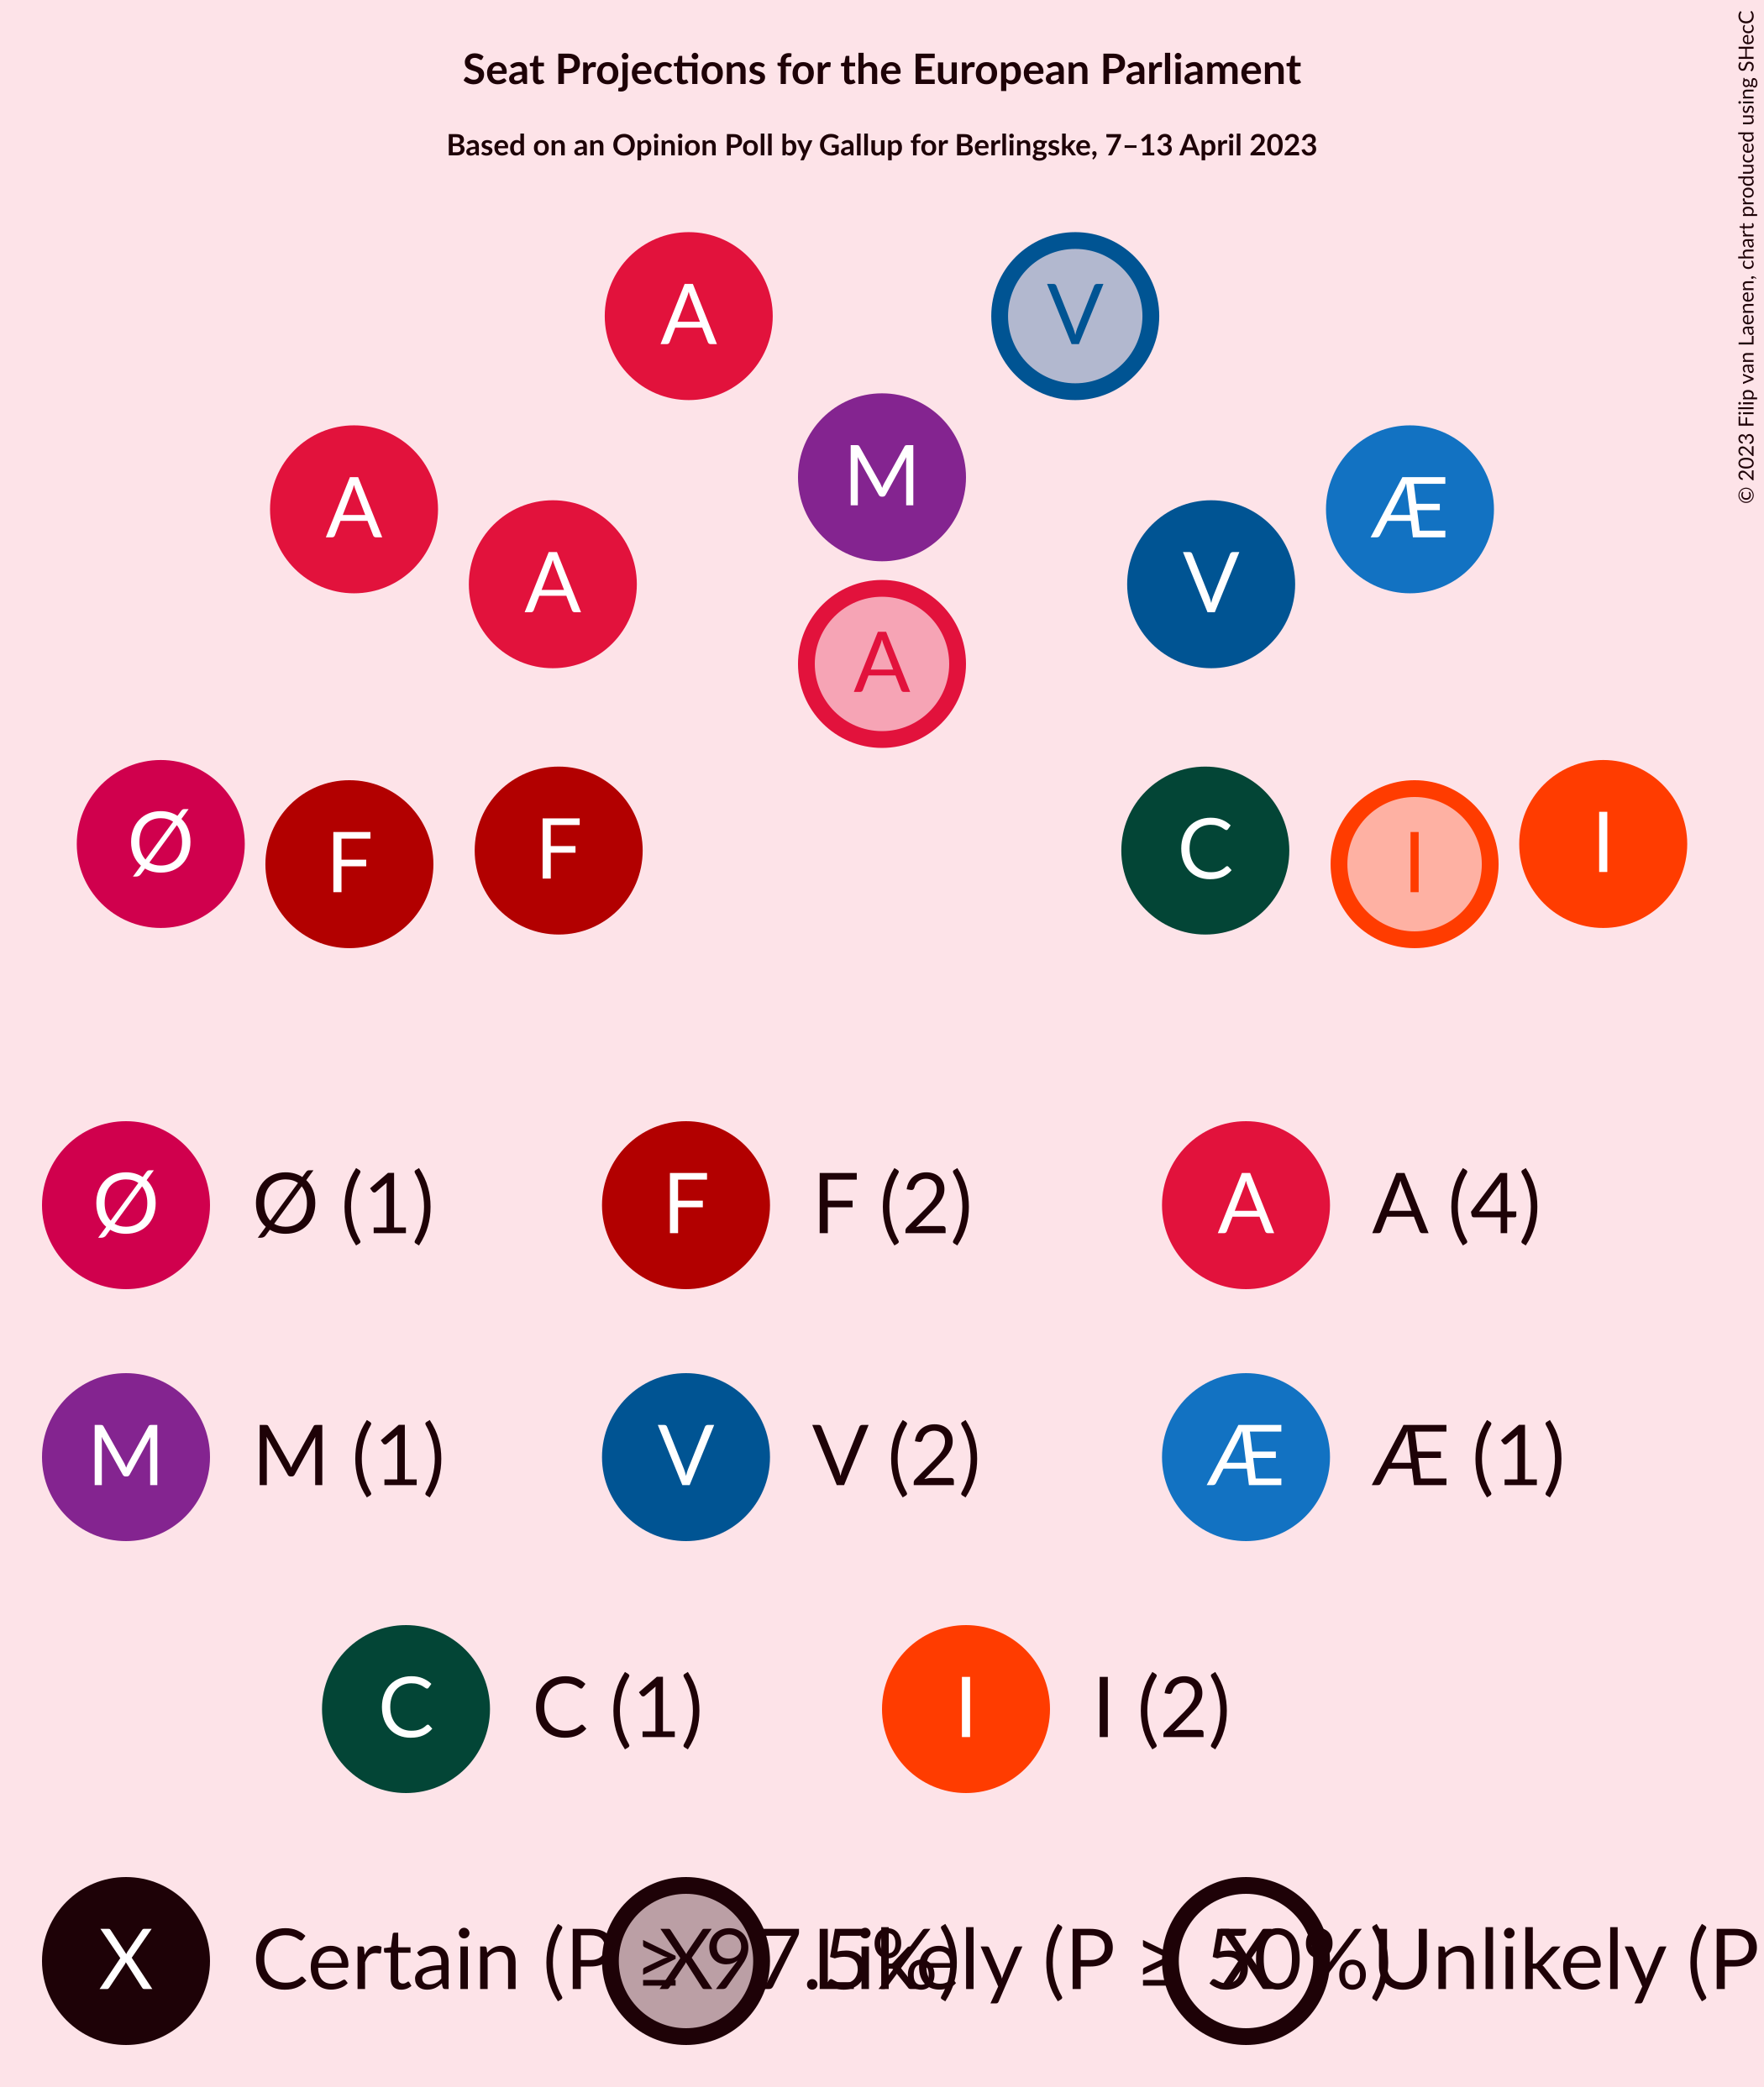 Seat Projections for the European Parliament
Based on an Opinion Poll by Gallup for Berlingske, 7–13 April 2023
© 2023 Filip van Laenen, chart produced using SHecC
A V
M
A Æ
A V
A
Ø F F C I I
Ø Ø (1) F F (2) A A (4)
M M (1) V V (2) Æ Æ (1)
C C (1) I I (2)
X Certain (P ≥ 97.5%) X Likely (P ≥ 50%) X Unlikely (P